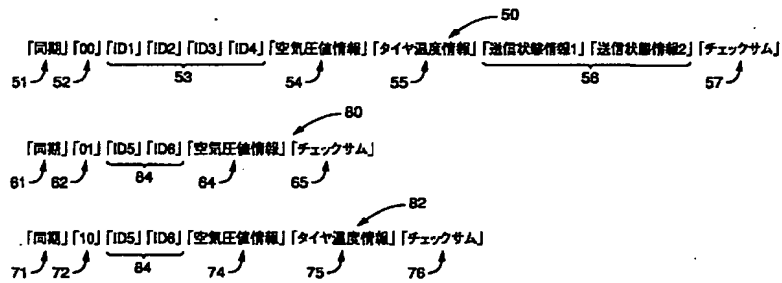 50
「同期」「00」「ID1」「ID2」「ID3」「ID4」「空気圧値情報」「タイヤ温度情報」「送信状態情報1」「送信状態情報2」「チェックサム」
51 52 53 54 55 56 57
80
「同期」「01」「ID5」「ID6」「空気圧値情報」「チェックサム」
61 62 84 64 65
82
「同期」「10」「ID5」「ID6」「空気圧値情報」「タイヤ温度情報」「チェックサム」
71 72 84 74 75 76